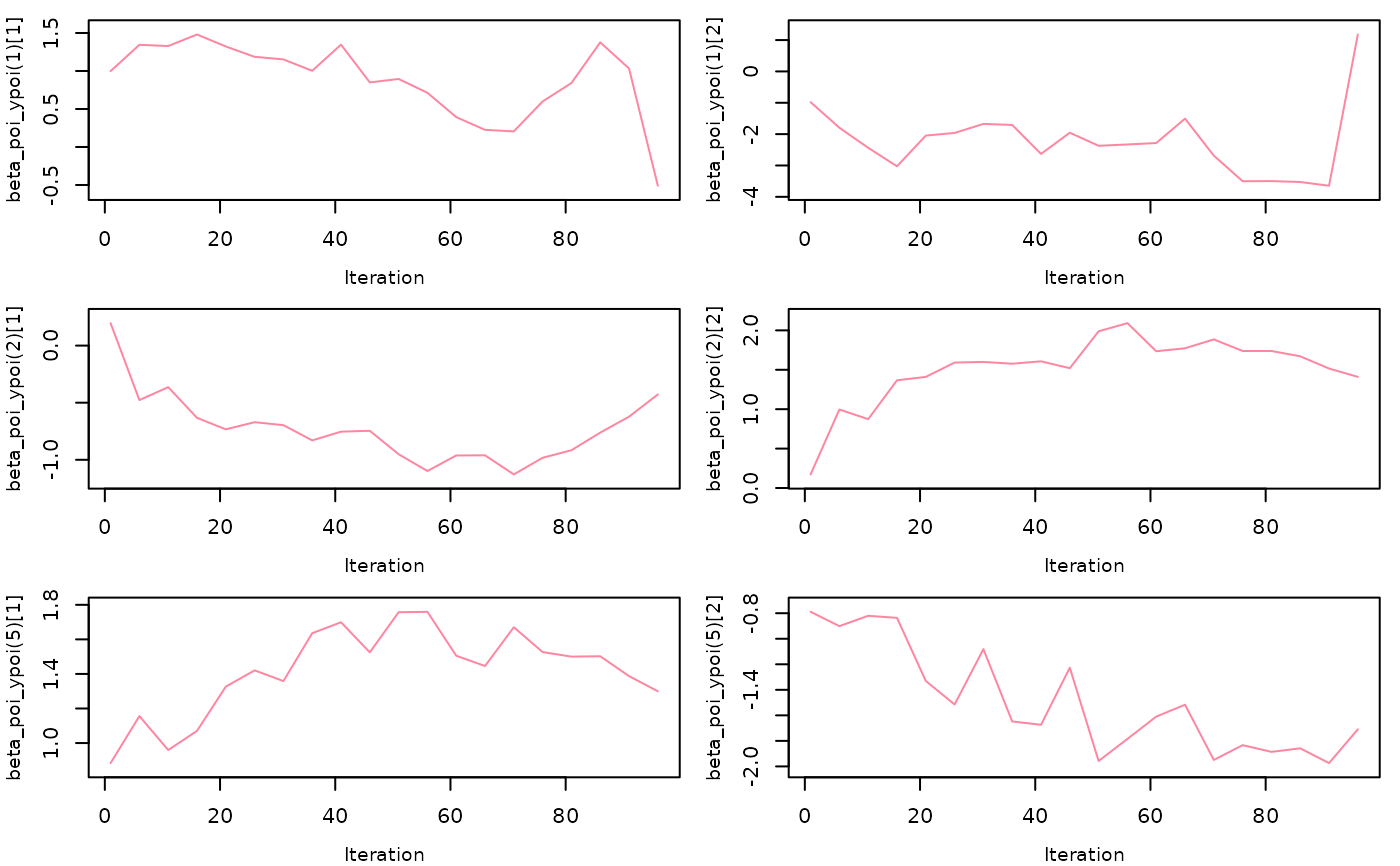 beta_poi_ypoi(1)[1]
1.5
0.5
-0.5
0 20 40 60 80
Iteration
beta_poi_ypoi(1)[2]
0
-2
-4
0 20 40 60 80
Iteration
beta_poi_ypoi(2)[1]
0.0
-1.0
0 20 40 60 80
Iteration
beta_poi_ypoi(2)[2]
2.0
1.0
0.0
0 20 40 60 80
Iteration
beta_poi_ypoi(5)[1]
1.8
1.4
1.0
0 20 40 60 80
Iteration
beta_poi_ypoi(5)[2]
-0.8
-1.4
-2.0
0 20 40 60 80
Iteration